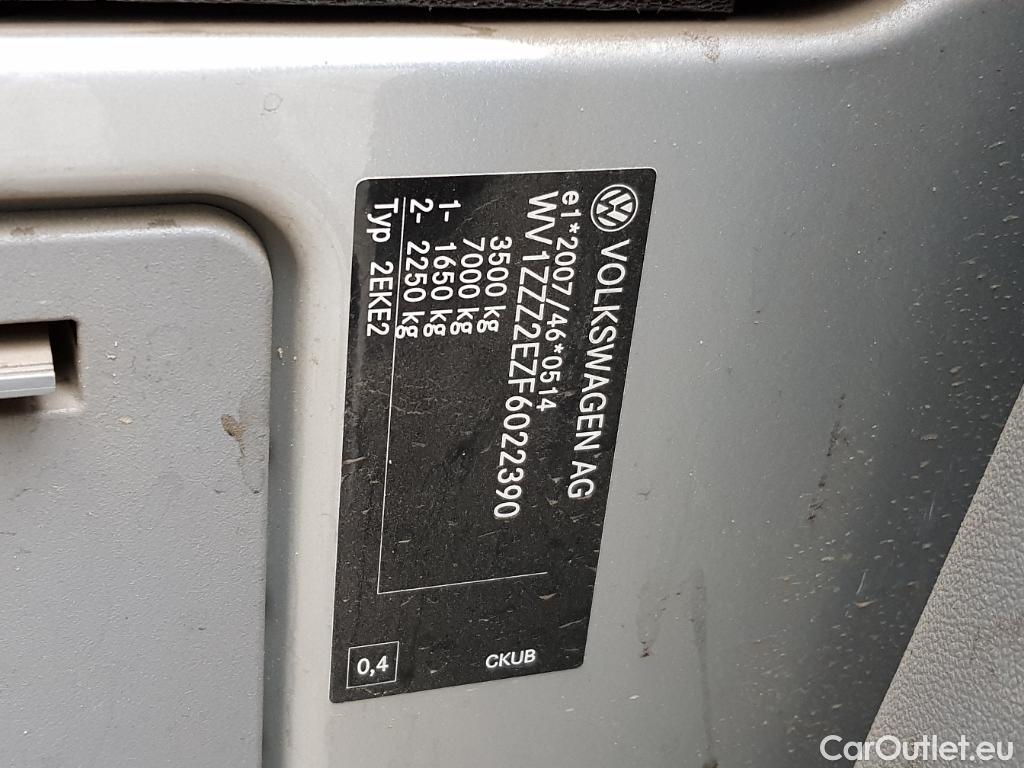 VOLKSWAGEN AG
e1*2007/46*0514
WV1ZZZ2EZF6022390
3500 kg
7000 kg
1- 1650 kg
2- 2250 kg
Typ 2EKE2
CKUB
0,4
CarOutlet.eu